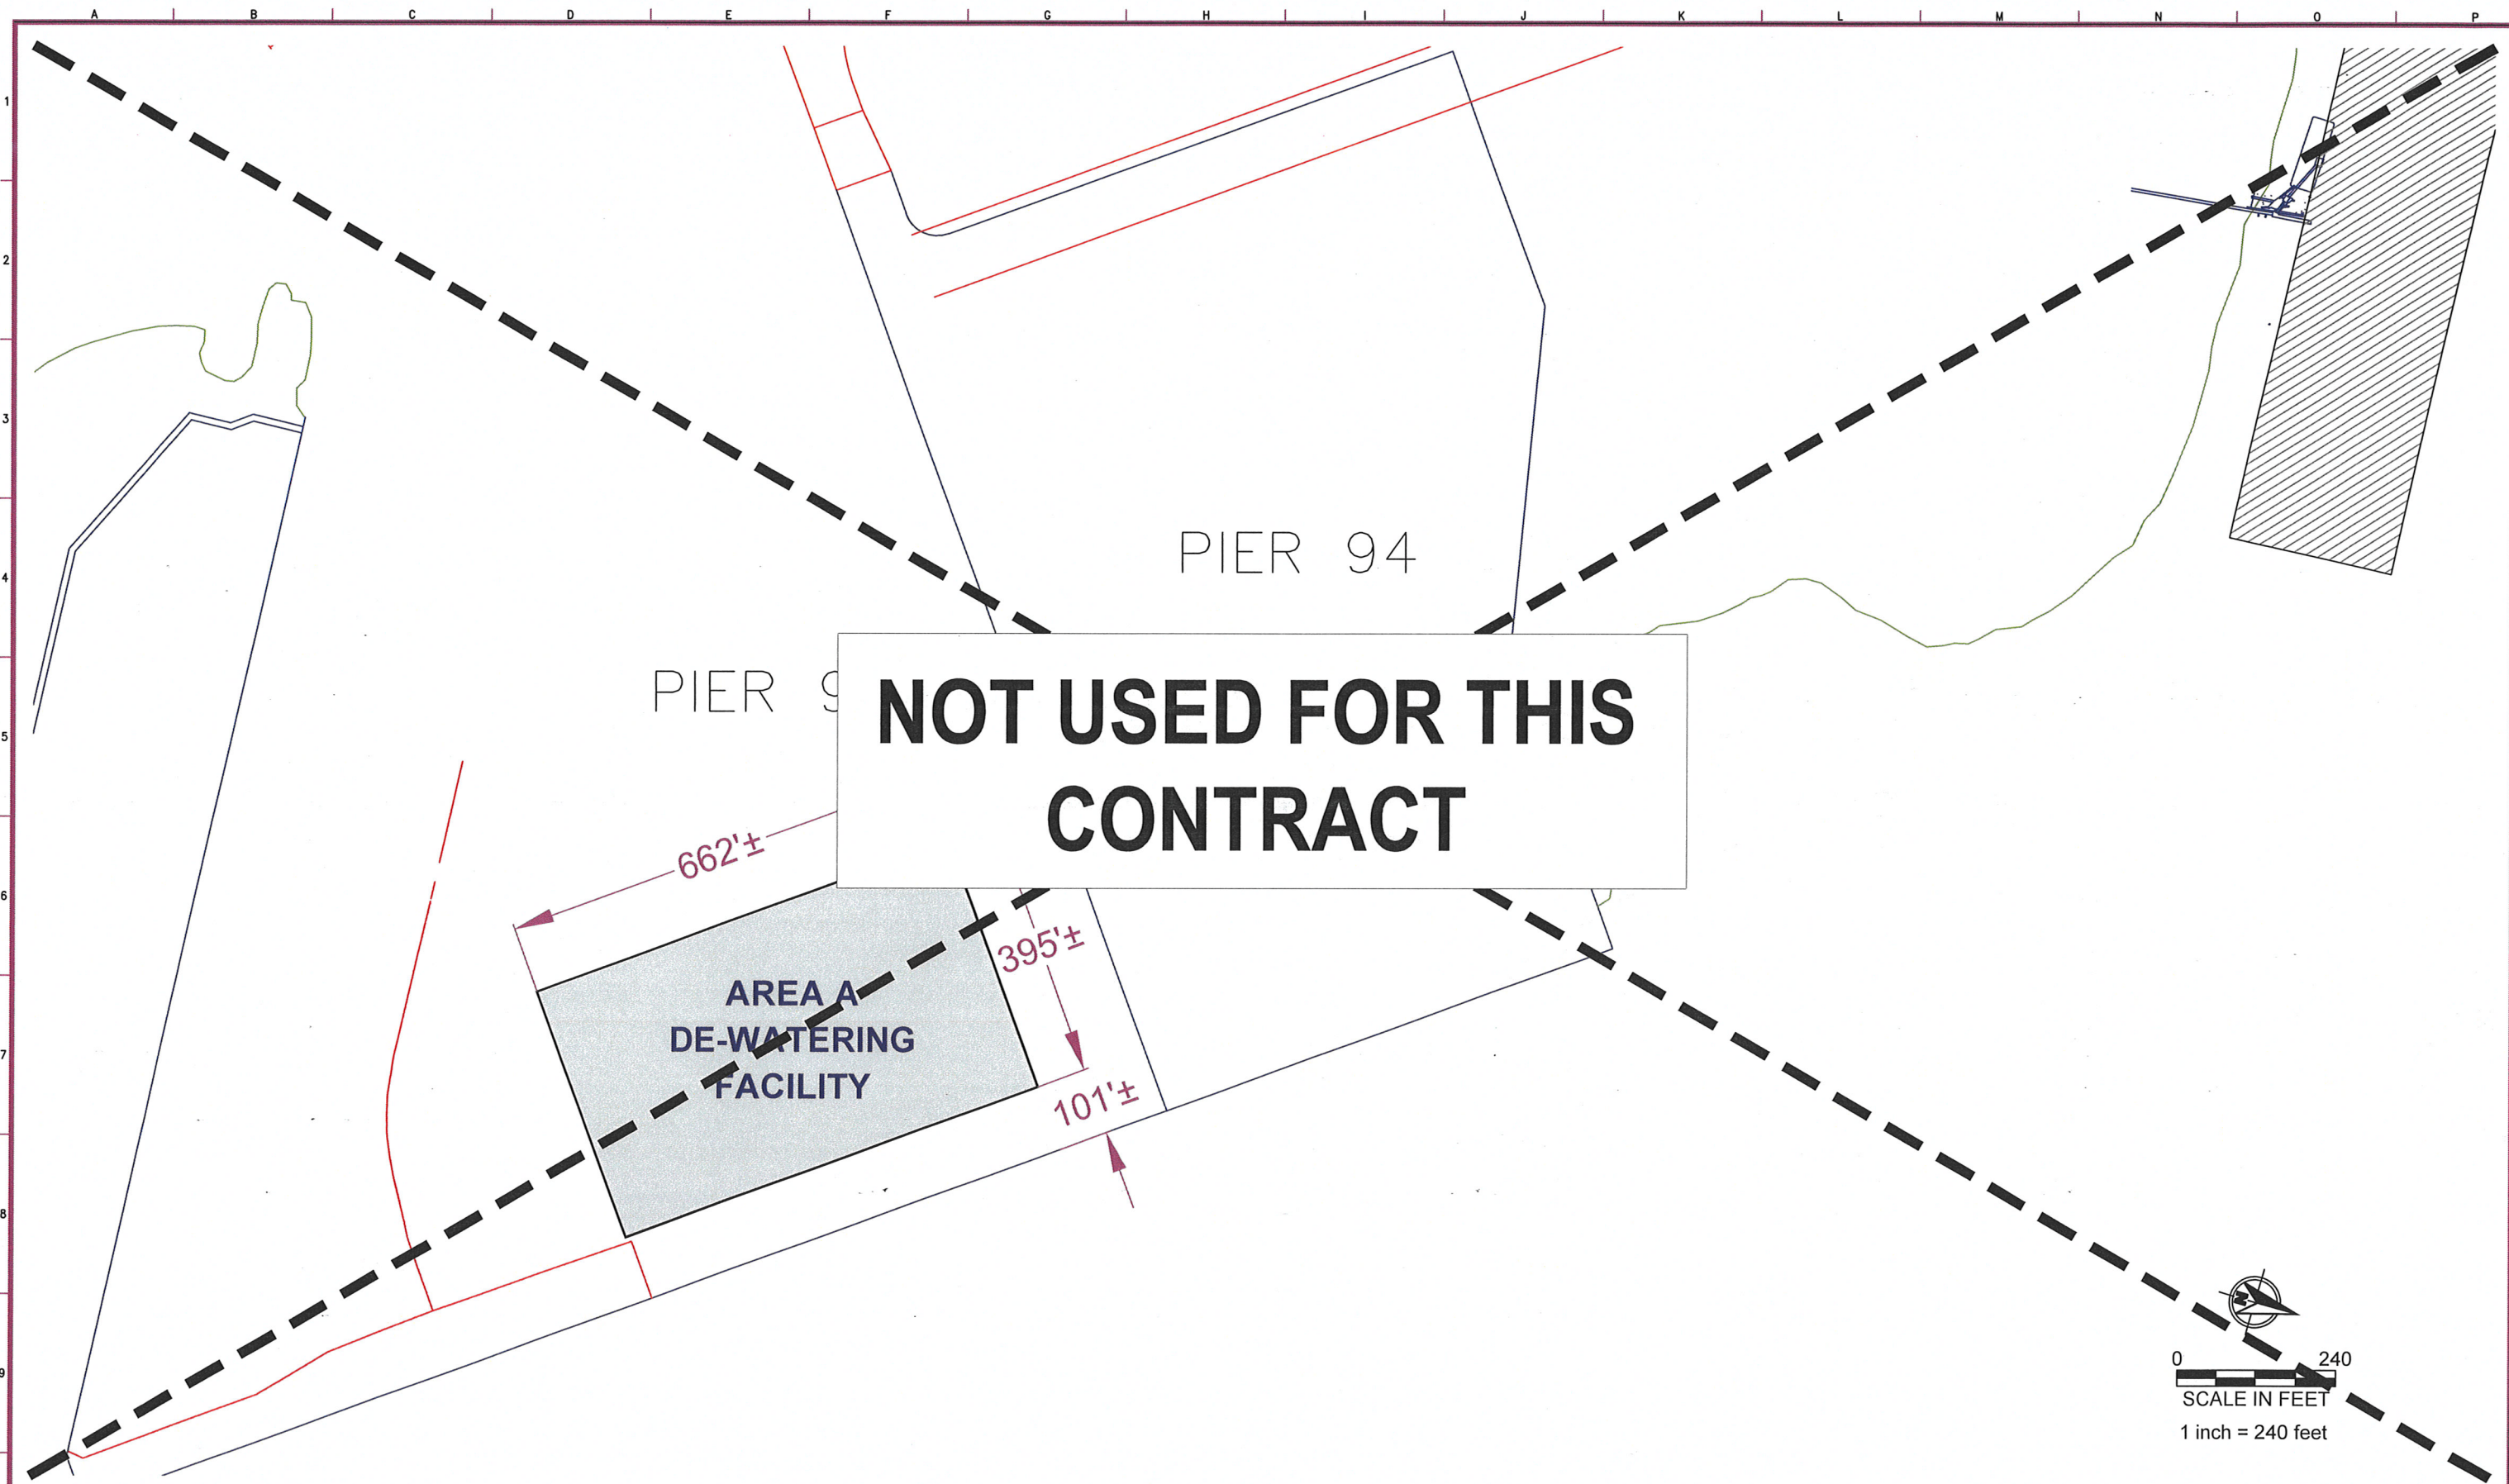 A B C D E F G H I J K L M N O P
1
2
3
PIER 94
4
PIER 9
NOT USED FOR THIS
CONTRACT
5
662'±
6
395'±
AREA A
DE-WATERING
FACILITY
7
101'±
8
N
0 240
SCALE IN FEET
1 inch = 240 feet
9